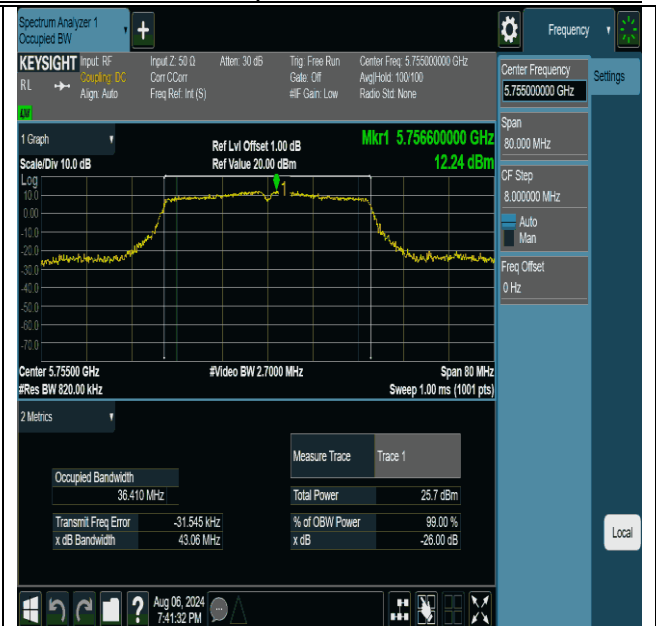 Spectrum Analyzer 1
Occupied BW
+
Frequency
KEYSIGHT Input: RF Input Z: 50 Ω Atten: 30 dB Trig: Free Run Center Freq: 5.755000000 GHz
RL Coupling: DC Corr CCorr Gate: Off Avg|Hold: 100/100
Align: Auto Freq Ref: Int (S) #IF Gain: Low Radio Std: None
Center Frequency
5.755000000 GHz
Settings
Span
80.000 MHz
CF Step
8.000000 MHz
Auto
Man
Freq Offset
0 Hz
Local
1 Graph
Ref Lvl Offset 1.00 dB
Mkr1 5.756600000 GHz
Scale/Div 10.0 dB Ref Value 20.00 dBm 12.24 dBm
Log
10.0
0.00
-10.0
-20.0
-30.0
-40.0
-50.0
-60.0
-70.0
1
Center 5.75500 GHz #Video BW 2.7000 MHz Span 80 MHz
#Res BW 820.00 kHz Sweep 1.00 ms (1001 pts)
2 Metrics
Measure Trace Trace 1
Occupied Bandwidth
36.410 MHz
Total Power 25.7 dBm
Transmit Freq Error -31.545 kHz % of OBW Power 99.00 %
x dB Bandwidth 43.06 MHz x dB -26.00 dB
? Aug 06, 2024
7:41:32 PM